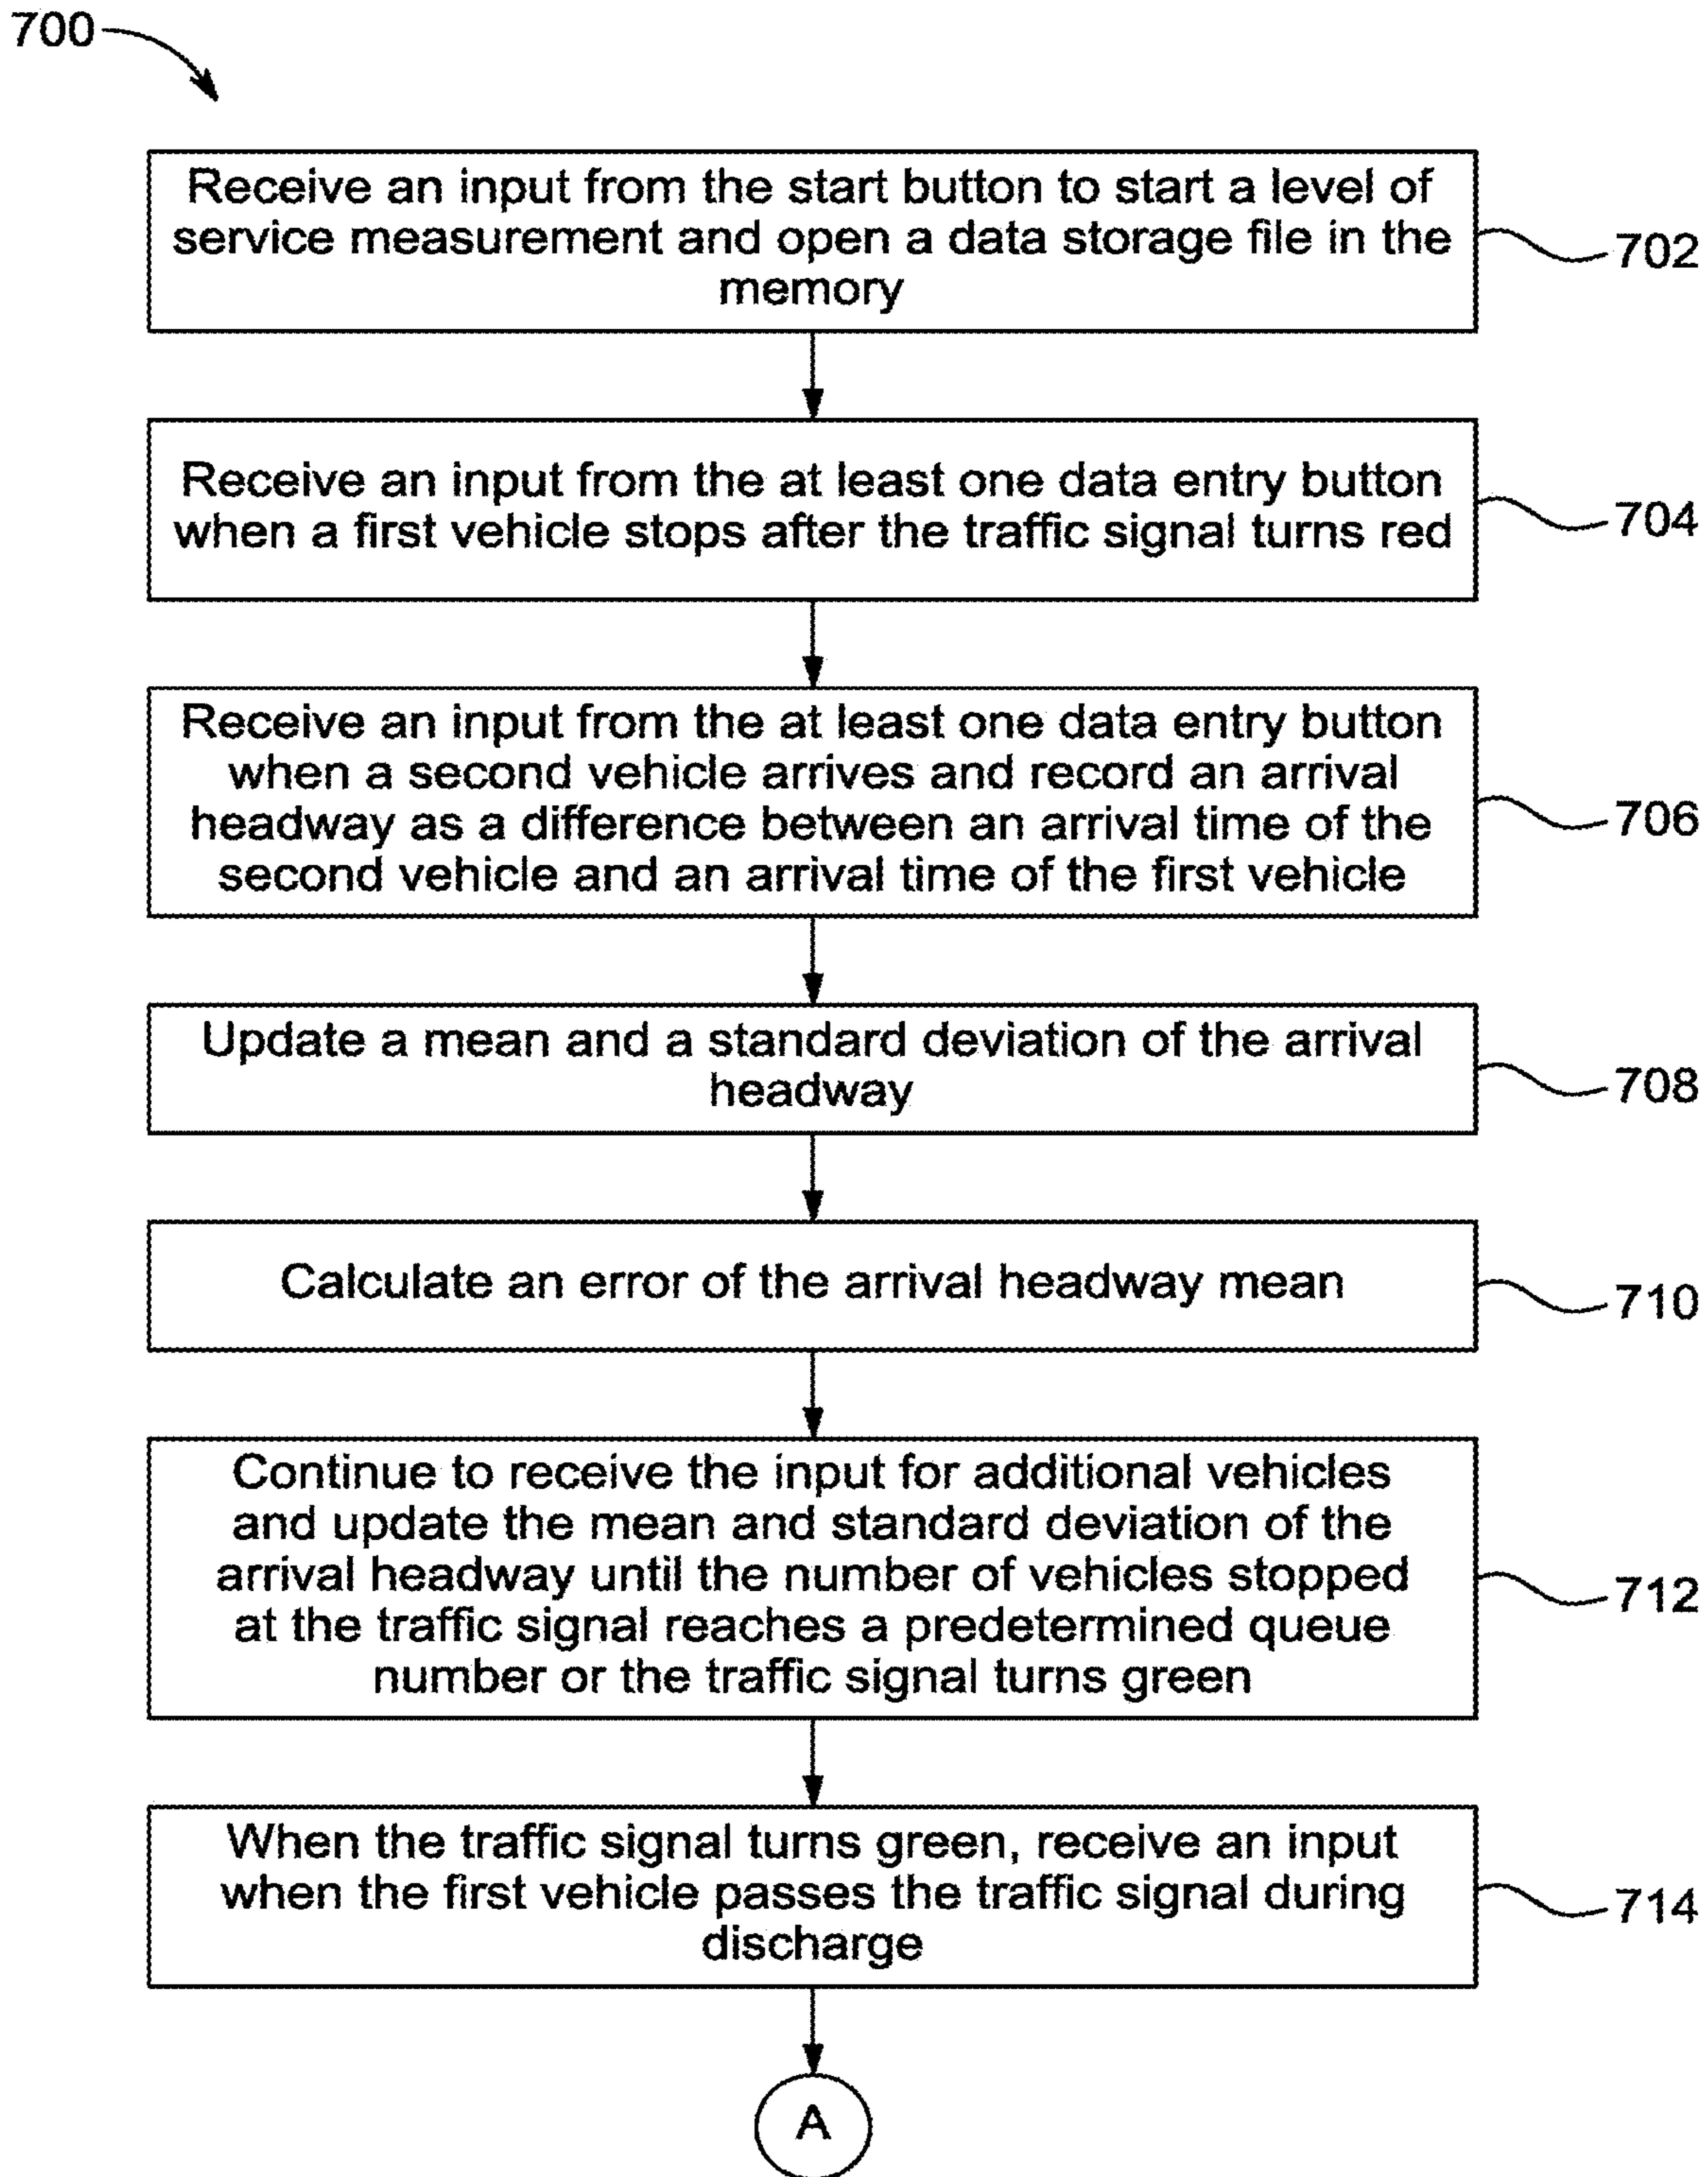 700
Receive an input from the start button to start a level of
service measurement and open a data storage file in the
memory
702
Receive an input from the at least one data entry button
when a first vehicle stops after the traffic signal turns red
704
Receive an input from the at least one data entry button
when a second vehicle arrives and record an arrival
headway as a difference between an arrival time of the
second vehicle and an arrival time of the first vehicle
706
Update a mean and a standard deviation of the arrival
headway
708
Calculate an error of the arrival headway mean
710
Continue to receive the input for additional vehicles
and update the mean and standard deviation of the
arrival headway until the number of vehicles stopped
at the traffic signal reaches a predetermined queue
number or the traffic signal turns green
712
When the traffic signal turns green, receive an input
when the first vehicle passes the traffic signal during
discharge
714
A